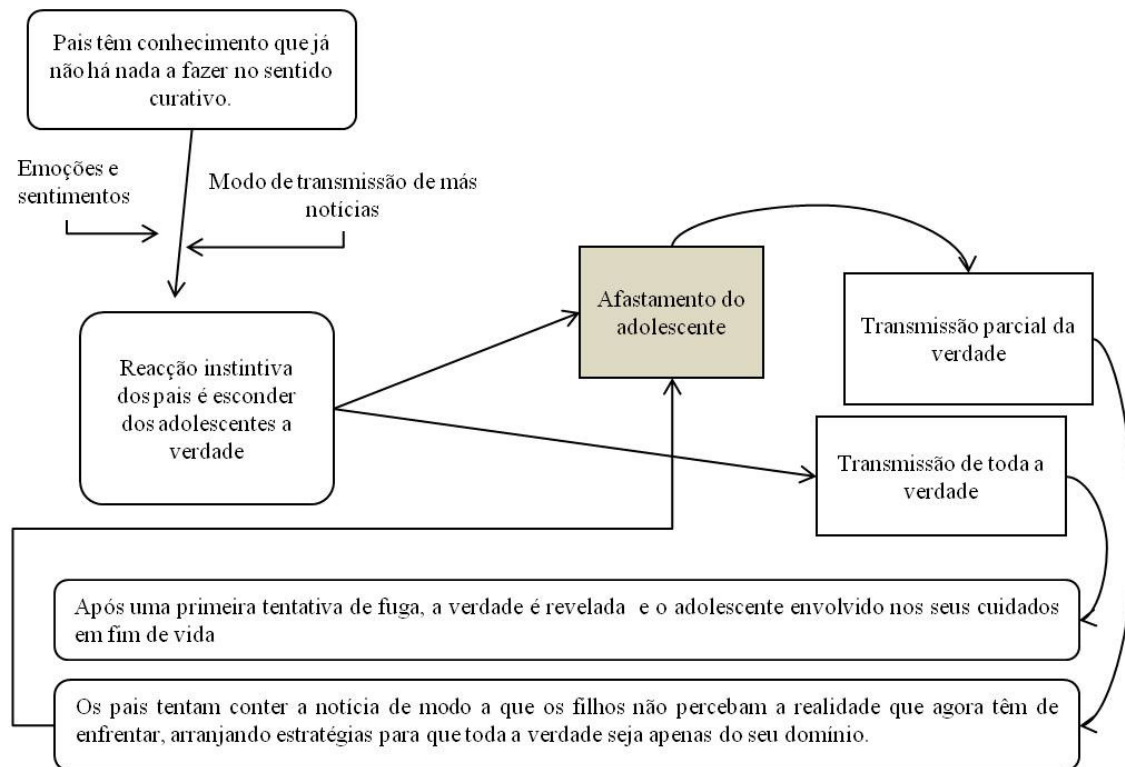 Pais têm conhecimento que já
não há nada a fazer no sentido
curativo.
Emoções e
sentimentos
Modo de transmissão de más
notícias
Reacção instintiva
dos pais é esconder
dos adolescentes a
verdade
Afastamento do
adolescente
Transmissão parcial da
verdade
Transmissão de toda a
verdade
Após uma primeira tentativa de fuga, a verdade é revelada e o adolescente envolvido nos seus cuidados
em fim de vida
Os pais tentam conter a notícia de modo a que os filhos não percebam a realidade que agora têm de
enfrentar, arranjando estratégias para que toda a verdade seja apenas do seu domínio.